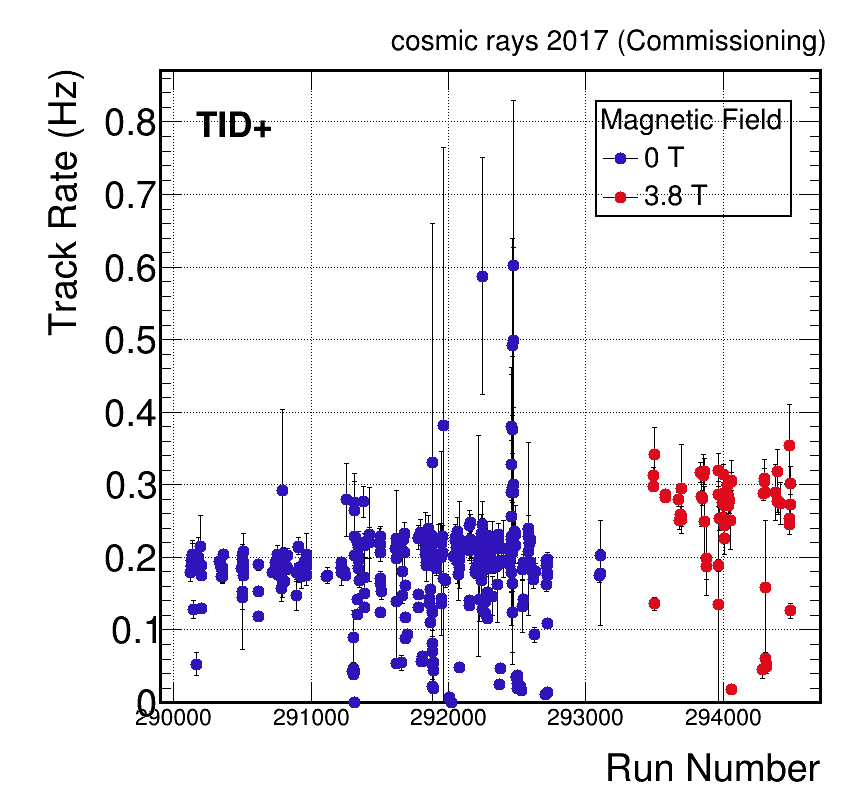 cosmic rays 2017 (Commissioning)
Track Rate (Hz)
TID+
Magnetic Field
0 T
3.8 T
0.8
0.7
0.6
0.5
0.4
0.3
0.2
0.1
0
290000 291000 292000 293000 294000
Run Number